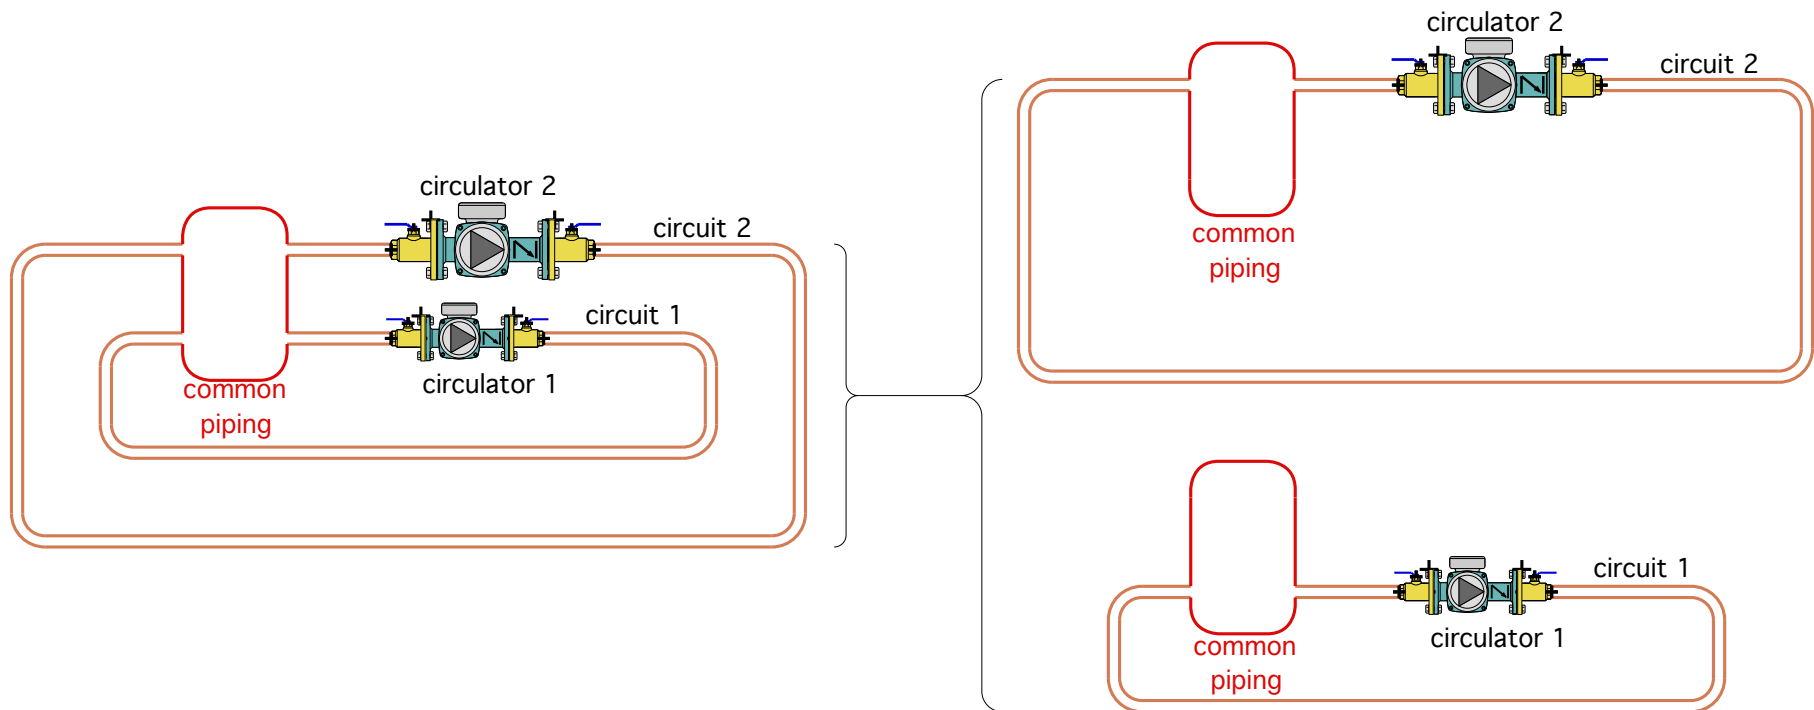 circulator 2
circuit 2
circuit 1
common
piping
circulator 1
circulator 2
circuit 2
common
piping
circuit 1
common
piping
circulator 1